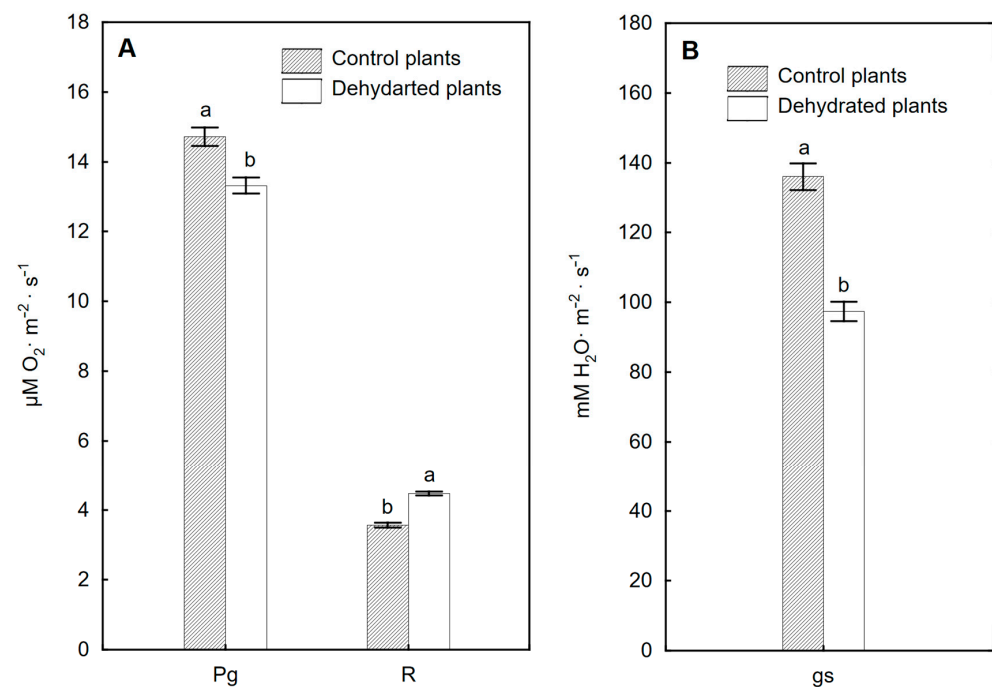 A
Control plants
Dehydarted plants
18
16
14
12
10
8
6
4
2
0
µM O₂· m⁻² · s⁻¹
a
b
b
a
Pg
R
B
Control plants
Dehydrated plants
180
160
140
120
100
80
60
40
20
0
mM H₂O· m⁻² · s⁻¹
a
b
gs